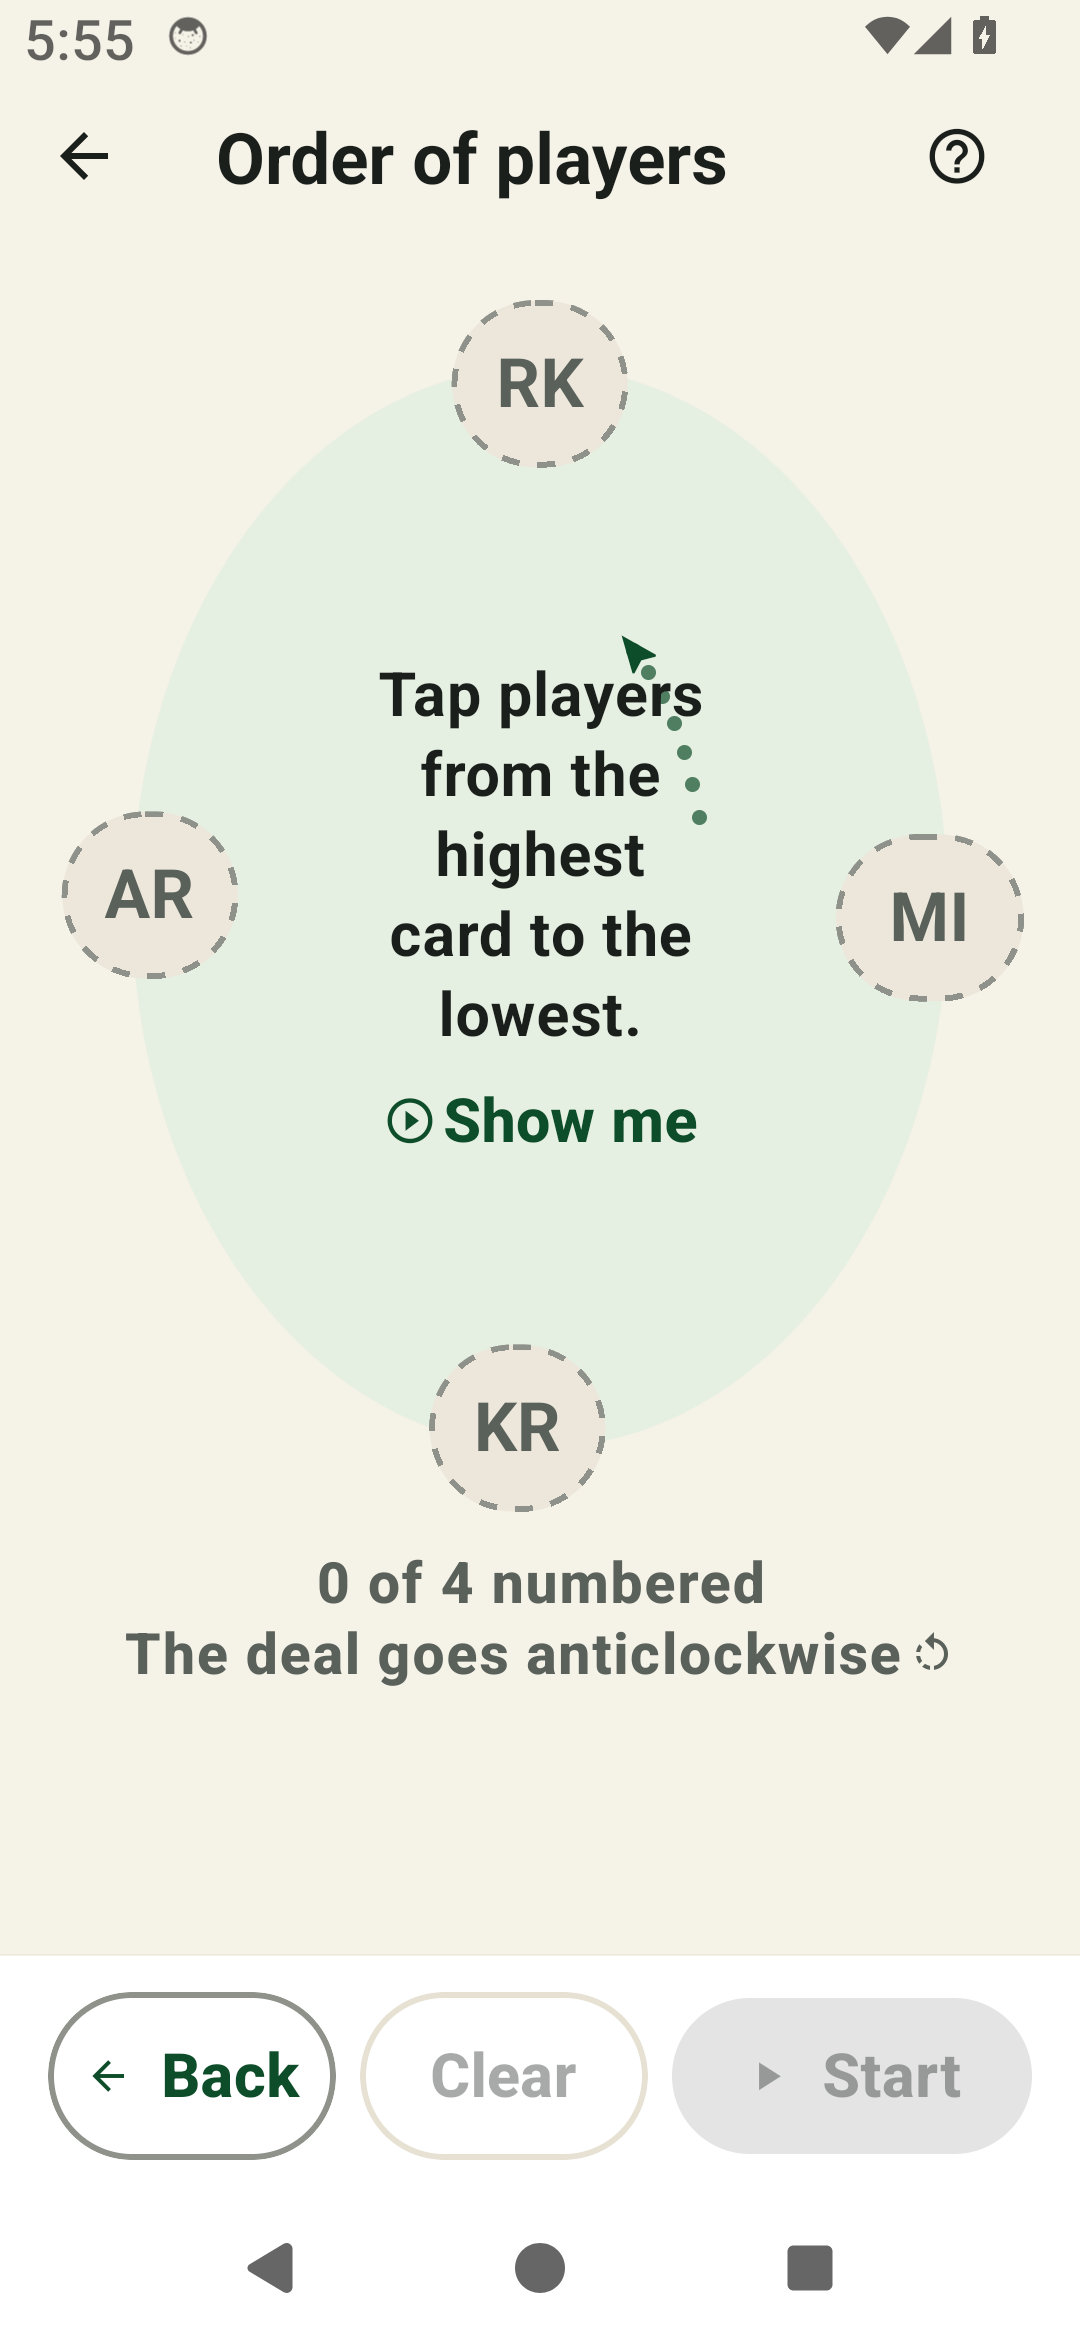 5:55
Order of players
RK
Tap players
from the
highest
card to the
lowest.
AR
MI
Show me
KR
0 of 4 numbered
The deal goes anticlockwise
Back
Clear
Start